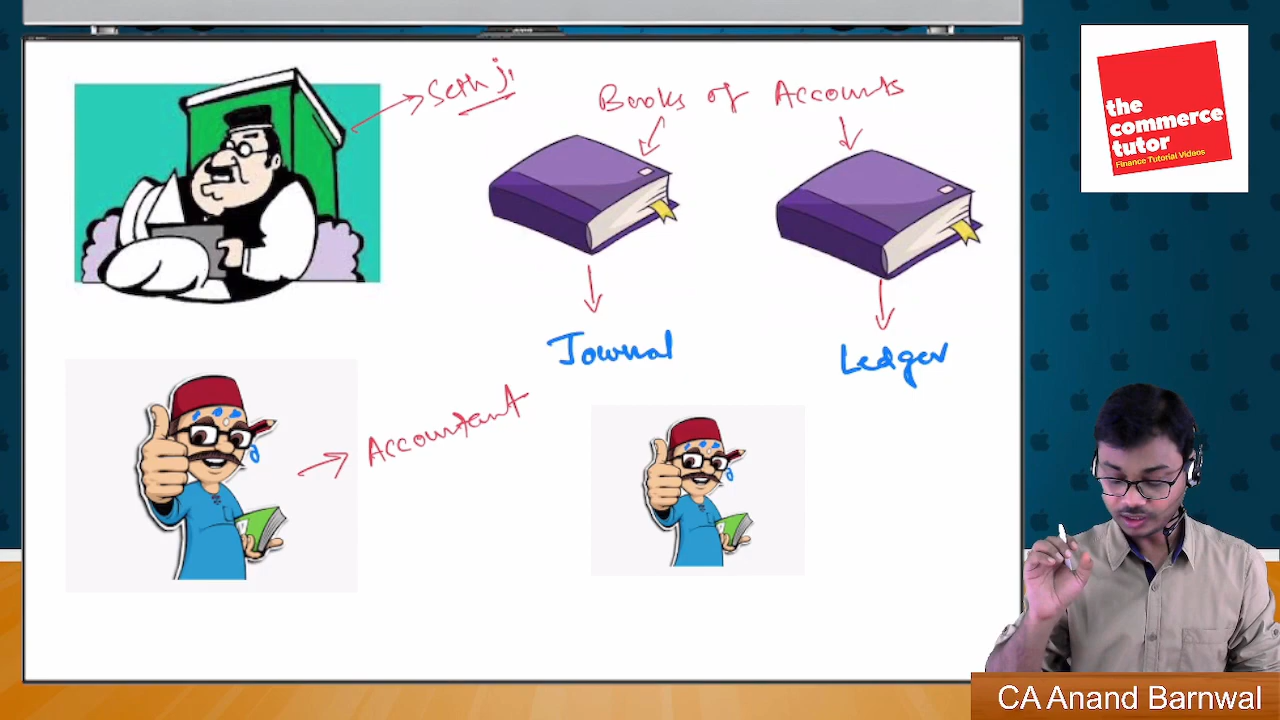 Seth ji
Books of Accounts
Journal
Ledger
Accountant
the
commerce
tutor
Finance Tutorial Videos
CA Anand Barnwal